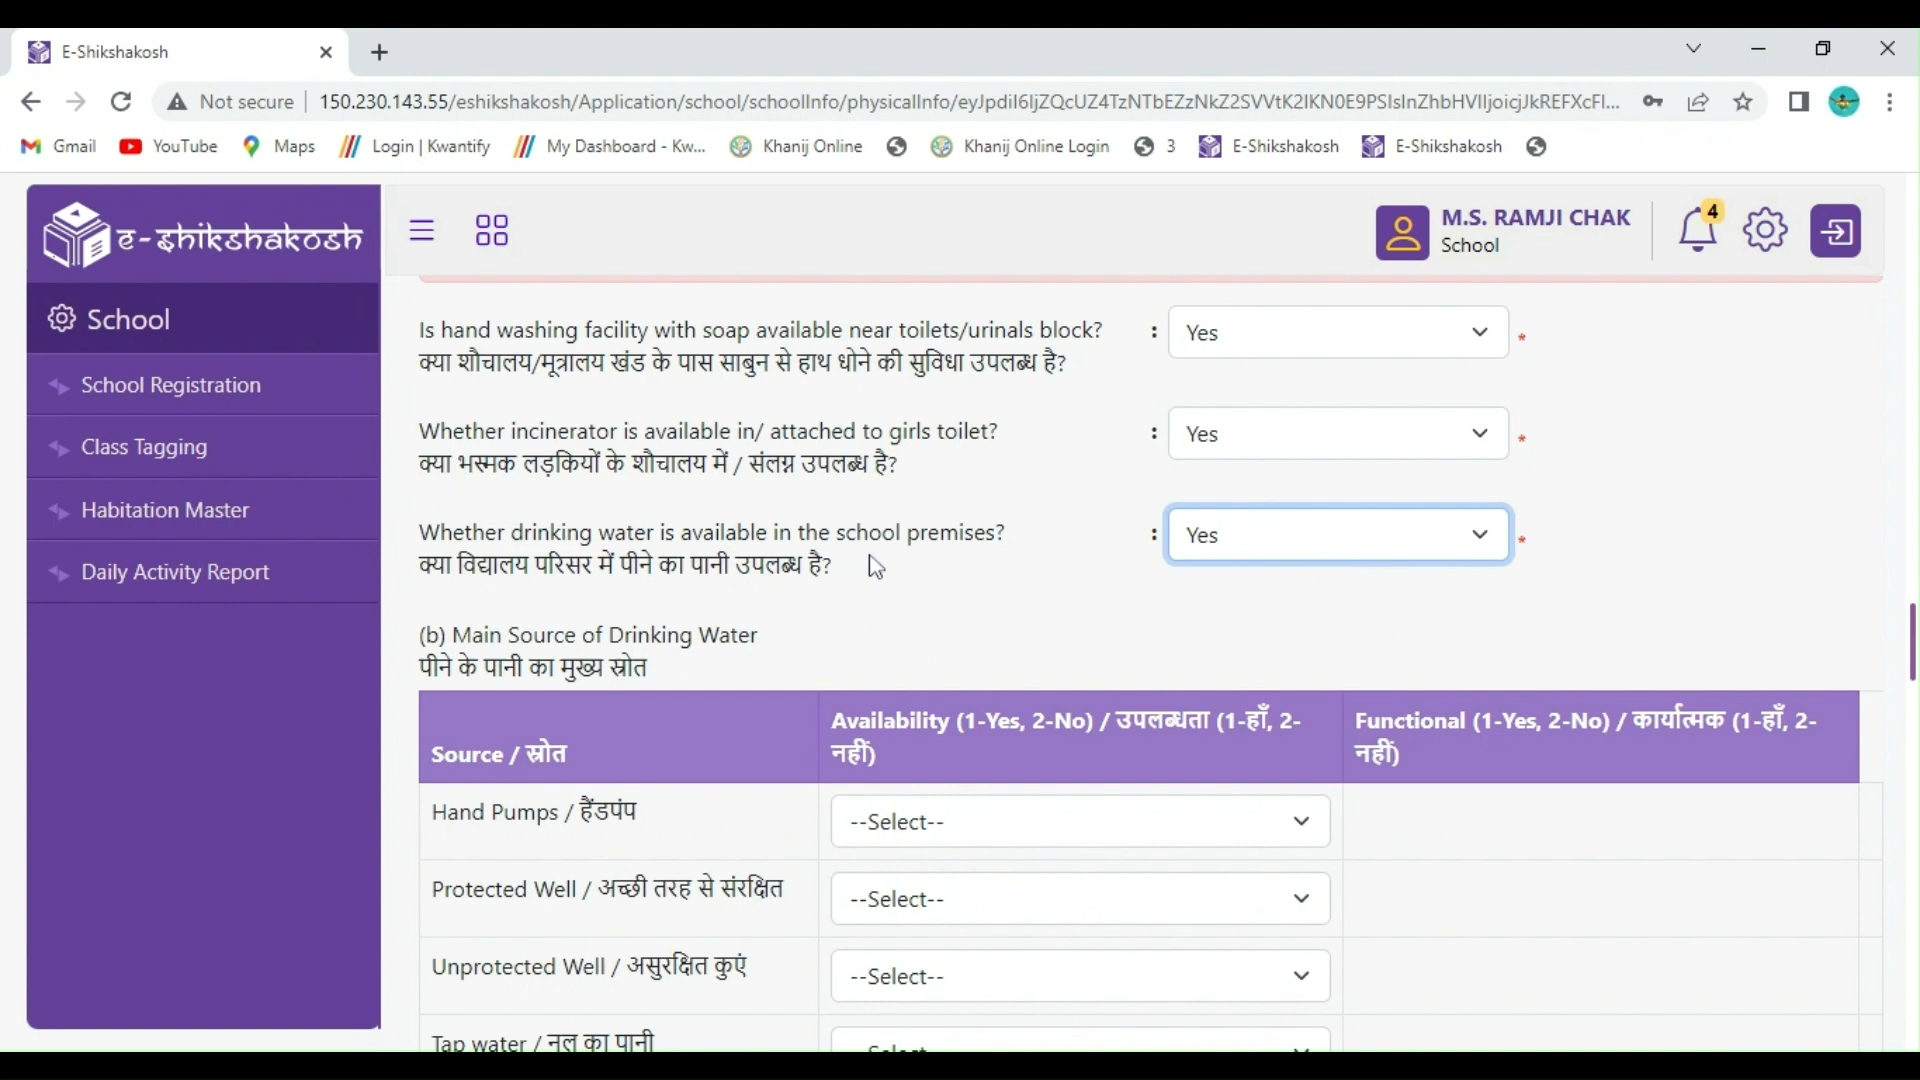 E-Shikshakosh
Not secure
150.230.143.55/eshikshakosh/Application/school/schoolInfo/physicalInfo/
Gmail
YouTube
Maps
Login | Kwantify
My Dashboard - Kw...
Khanij Online
Khanij Online Login
3
E-Shikshakosh
E-Shikshakosh
e-shikshakosh
M.S. RAMJI CHAK
School
4
School
School Registration
Class Tagging
Habitation Master
Daily Activity Report
Is hand washing facility with soap available near toilets/urinals block? : Yes *
क्या शौचालय/मूत्रालय खंड के पास साबुन से हाथ धोने की सुविधा उपलब्ध है?
Whether incinerator is available in/ attached to girls toilet? : Yes *
क्या भस्मक लड़कियों के शौचालय में / संलग्न उपलब्ध है?
Whether drinking water is available in the school premises? : Yes *
क्या विद्यालय परिसर में पीने का पानी उपलब्ध है?
(b) Main Source of Drinking Water
पीने के पानी का मुख्य स्रोत
Source / स्रोत
Availability (1-Yes, 2-No) / उपलब्धता (1-हाँ, 2-
नहीं)
Functional (1-Yes, 2-No) / कार्यात्मक (1-हाँ, 2-
नहीं)
Hand Pumps / हैंडपंप
--Select--
Protected Well / अच्छी तरह से संरक्षित
--Select--
Unprotected Well / असुरक्षित कुएं
--Select--
Tap water / नल का पानी